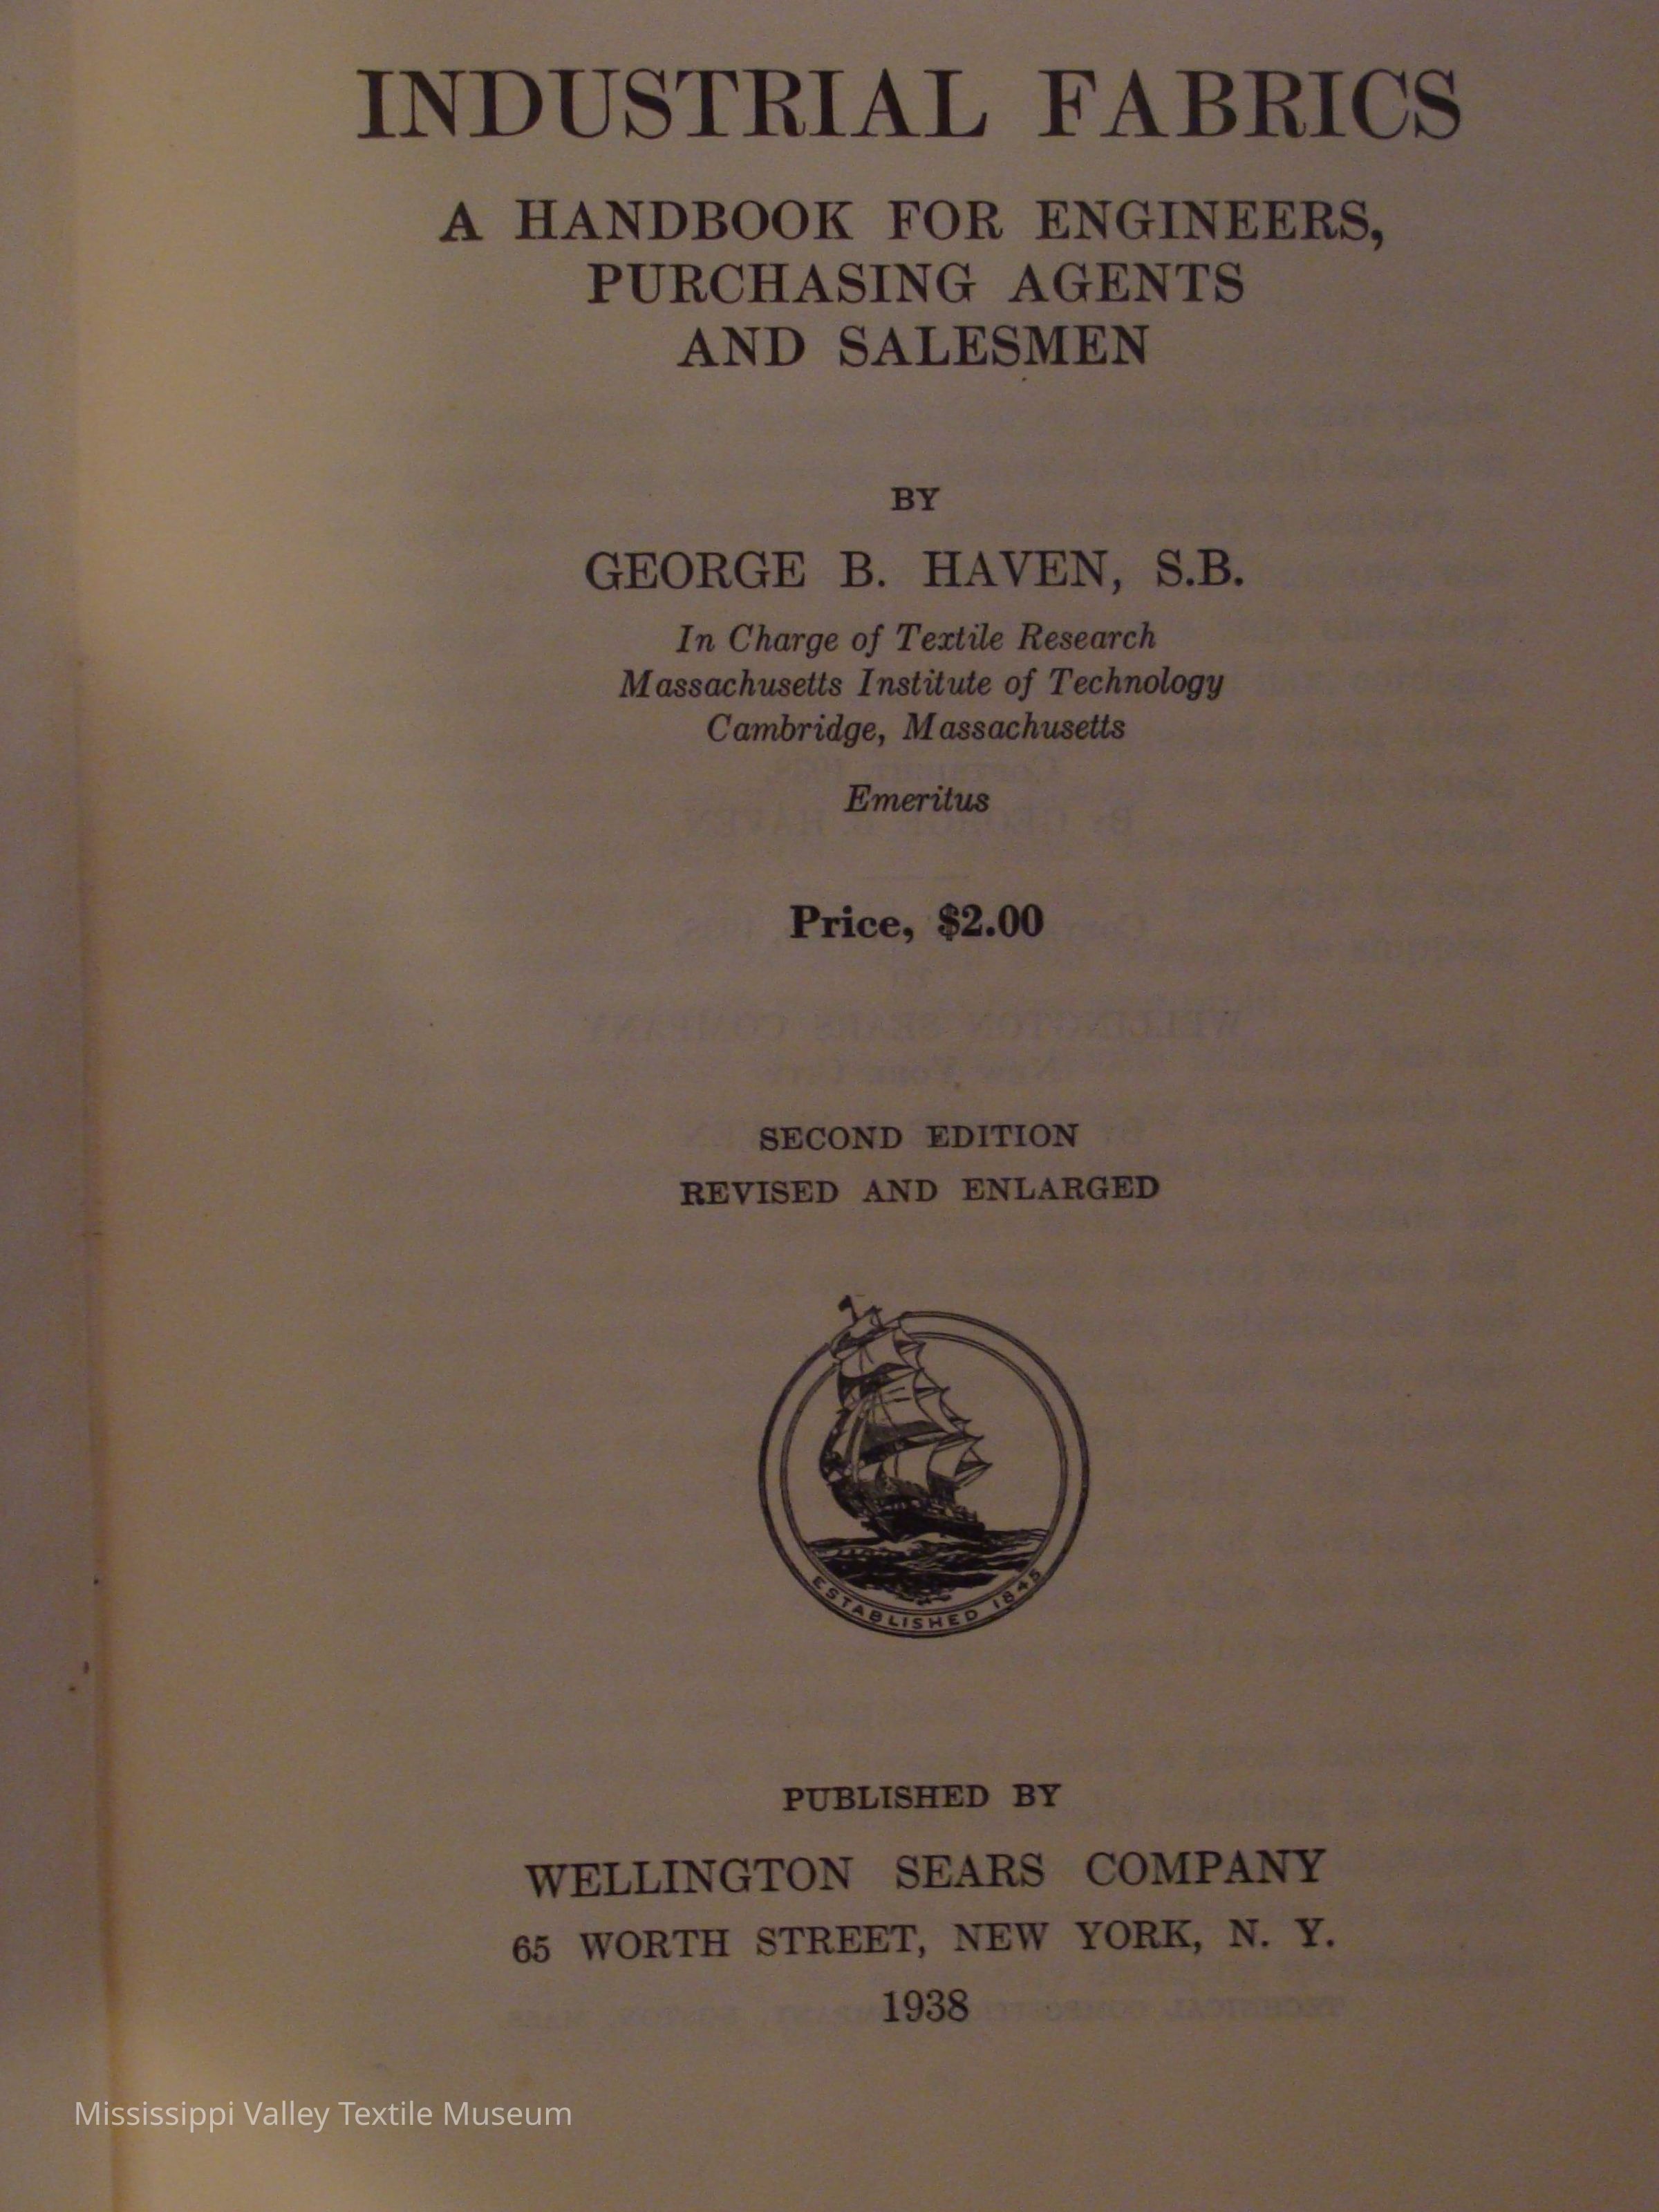 INDUSTRIAL FABRICS
A HANDBOOK FOR ENGINEERS,
PURCHASING AGENTS
AND SALESMEN
BY
GEORGE B. HAVEN, S.B.
In Charge of Textile Research
Massachusetts Institute of Technology
Cambridge, Massachusetts
Emeritus
Price, $2.00
SECOND EDITION
REVISED AND ENLARGED
ESTABLISHED 1845
PUBLISHED BY
WELLINGTON SEARS COMPANY
65 WORTH STREET, NEW YORK, N. Y.
1938
Mississippi Valley Textile Museum